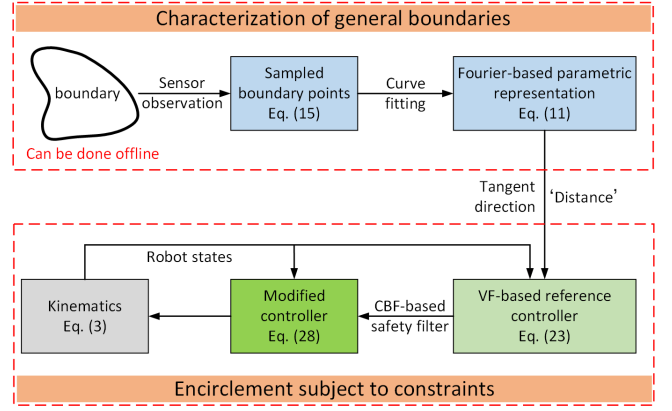 Characterization of general boundaries
boundary
Sensor
observation
Sampled
boundary points
Eq. (15)
Curve
fitting
Fourier-based parametric
representation
Eq. (11)
Can be done offline
Tangent
direction
‘Distance’
Robot states
Kinematics
Eq. (3)
Modified
controller
Eq. (28)
CBF-based
safety filter
VF-based reference
controller
Eq. (23)
Encirclement subject to constraints